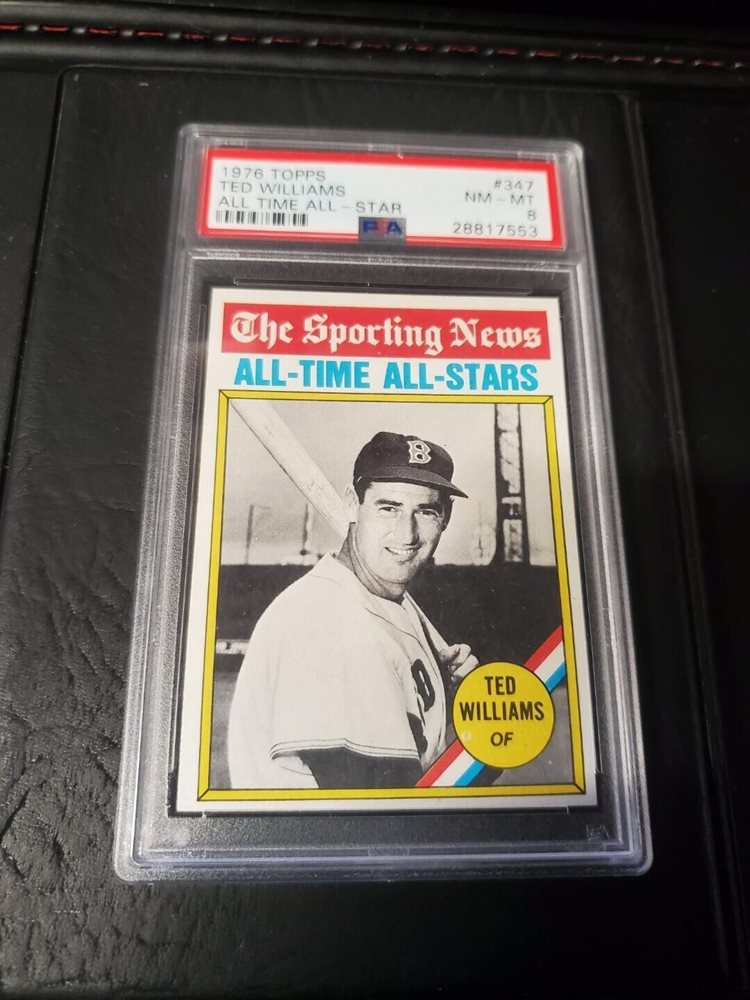 1976 TOPPS #347
TED WILLIAMS NM-MT
ALL TIME ALL-STAR 8
PSA 28817553
The Sporting News
ALL-TIME ALL-STARS
B
TED
WILLIAMS
OF